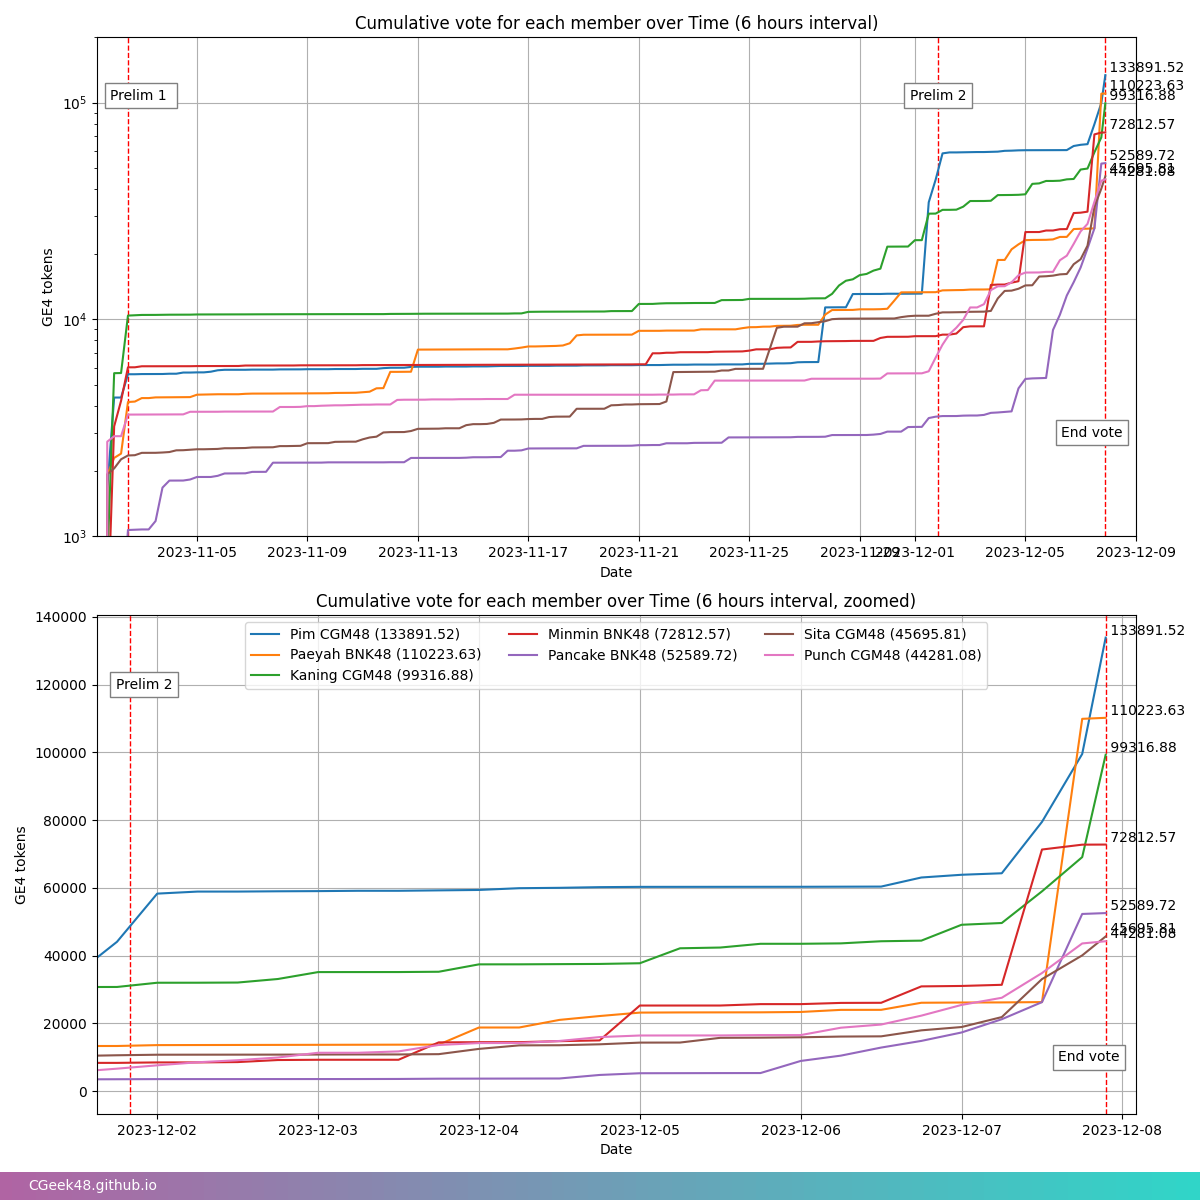 Cumulative vote for each member over Time (6 hours interval)
133891.52
110223.63
99316.88
Prelim 1
Prelim 2
10^5
72812.57
52589.72
45695.81
44281.08
GE4 tokens
10^4
End vote
10^3
2023-11-05 2023-11-09 2023-11-13 2023-11-17 2023-11-21 2023-11-25 2023-11-29 2023-12-01 2023-12-05 2023-12-09
Date
Cumulative vote for each member over Time (6 hours interval, zoomed)
140000
Pim CGM48 (133891.52) Minmin BNK48 (72812.57) Sita CGM48 (45695.81)
133891.52
Paeyah BNK48 (110223.63) Pancake BNK48 (52589.72) Punch CGM48 (44281.08)
Kaning CGM48 (99316.88)
Prelim 2
120000
110223.63
100000
99316.88
80000
72812.57
GE4 tokens
60000
52589.72
45695.81
44281.08
40000
20000
End vote
0
2023-12-02 2023-12-03 2023-12-04 2023-12-05 2023-12-06 2023-12-07 2023-12-08
Date
CGeek48.github.io